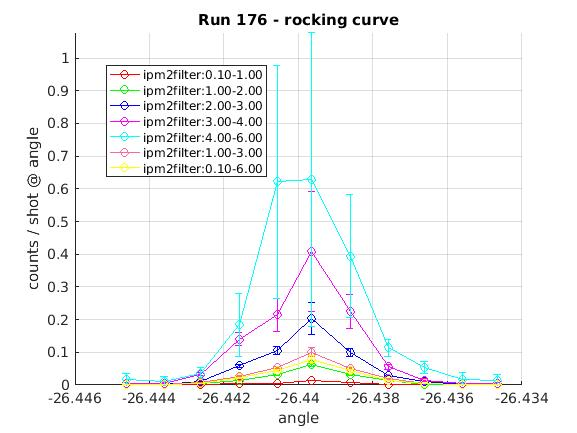 Run 176 - rocking curve
counts / shot @ angle
1
0.9
0.8
0.7
0.6
0.5
0.4
0.3
0.2
0.1
0
ipm2filter:0.10-1.00
ipm2filter:1.00-2.00
ipm2filter:2.00-3.00
ipm2filter:3.00-4.00
ipm2filter:4.00-6.00
ipm2filter:1.00-3.00
ipm2filter:0.10-6.00
-26.446 -26.444 -26.442 -26.44 -26.438 -26.436 -26.434
angle